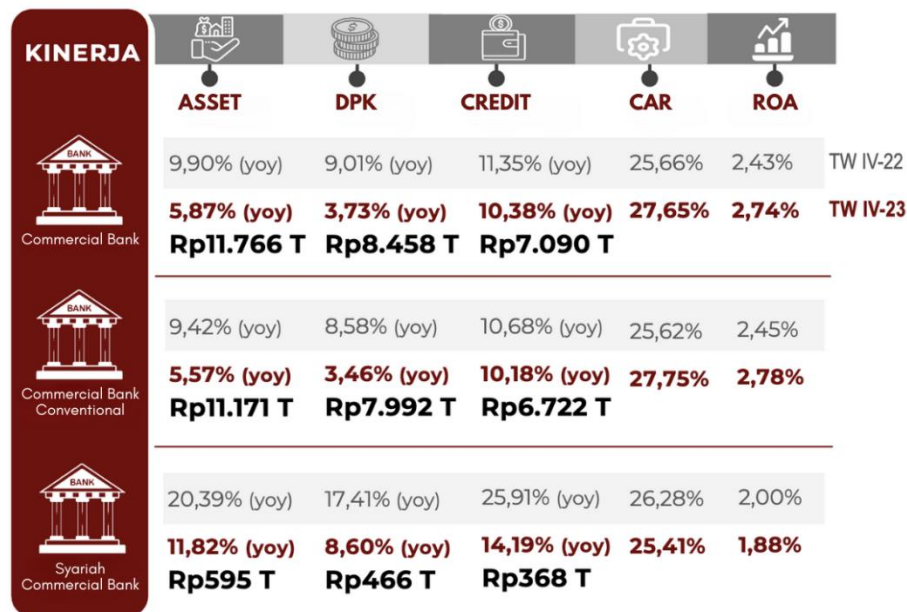 KINERJA
ASSET DPK CREDIT CAR ROA
BANK
Commercial Bank
9,90% (yoy) 9,01% (yoy) 11,35% (yoy) 25,66% 2,43% TW IV-22
5,87% (yoy) 3,73% (yoy) 10,38% (yoy) 27,65% 2,74% TW IV-23
Rp11.766 T Rp8.458 T Rp7.090 T
BANK
Commercial Bank
Conventional
9,42% (yoy) 8,58% (yoy) 10,68% (yoy) 25,62% 2,45%
5,57% (yoy) 3,46% (yoy) 10,18% (yoy) 27,75% 2,78%
Rp11.171 T Rp7.992 T Rp6.722 T
BANK
Syariah
Commercial Bank
20,39% (yoy) 17,41% (yoy) 25,91% (yoy) 26,28% 2,00%
11,82% (yoy) 8,60% (yoy) 14,19% (yoy) 25,41% 1,88%
Rp595 T Rp466 T Rp368 T